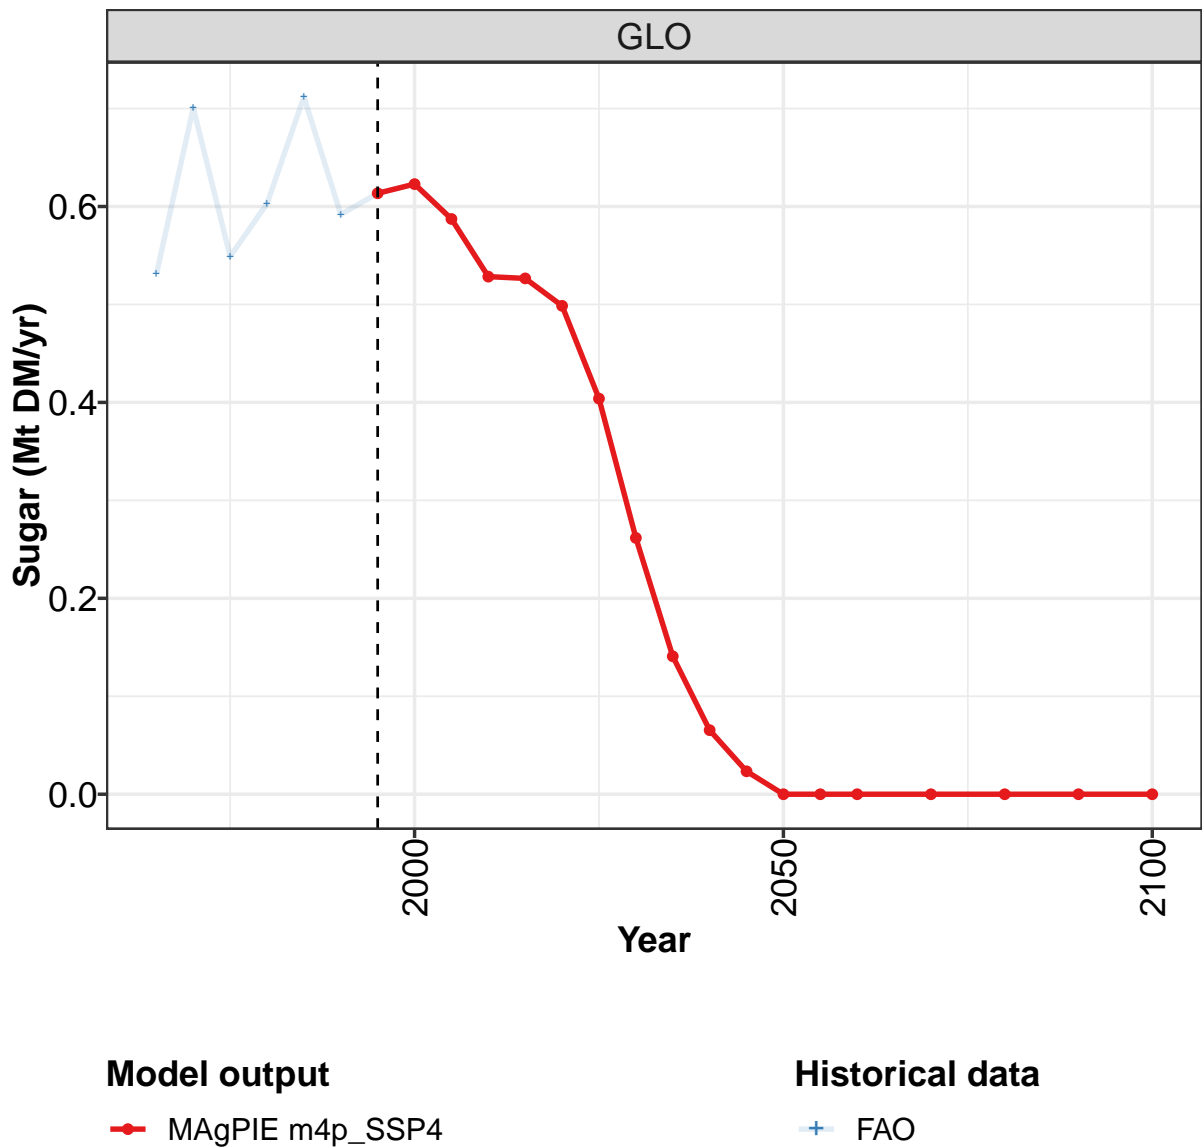 GLO
Sugar (Mt DM/yr)
0.6
0.4
0.2
0.0
2000
2050
2100
Year
Model output
MAgPIE m4p_SSP4
Historical data
FAO